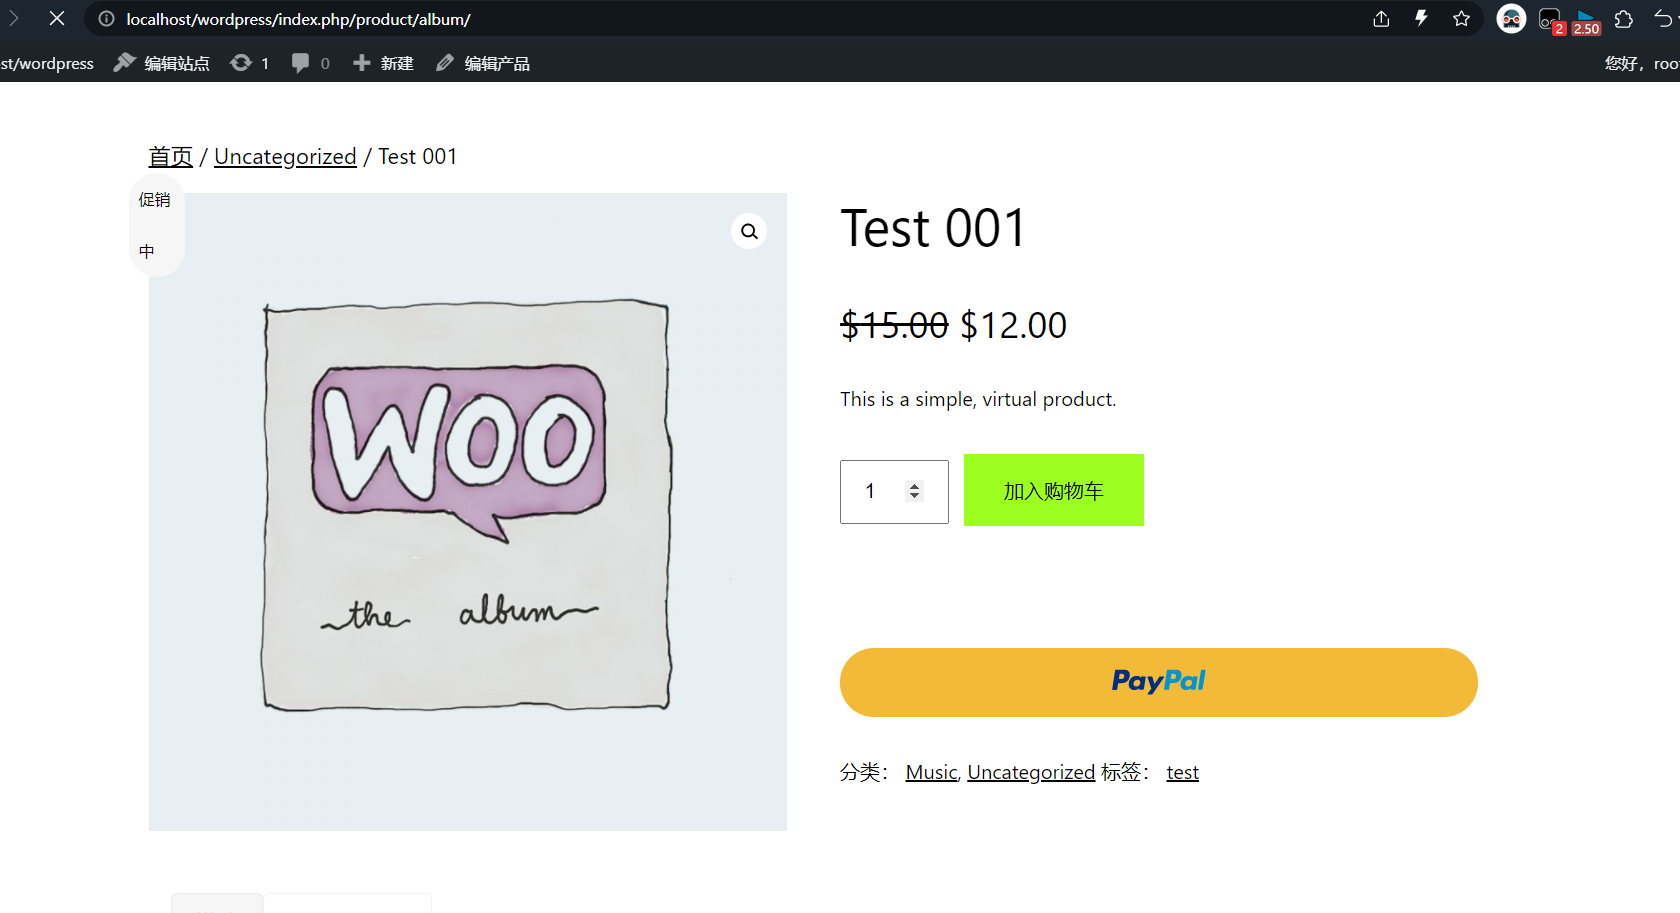 localhost/wordpress/index.php/product/album/
2
2.50
st/wordpress 编辑站点 1 0 新建 编辑产品 您好，roo
首页 / Uncategorized / Test 001
促销
中
Test 001
$15.00 $12.00
This is a simple, virtual product.
WOO
the album
1 加入购物车
PayPal
分类： Music, Uncategorized 标签： test